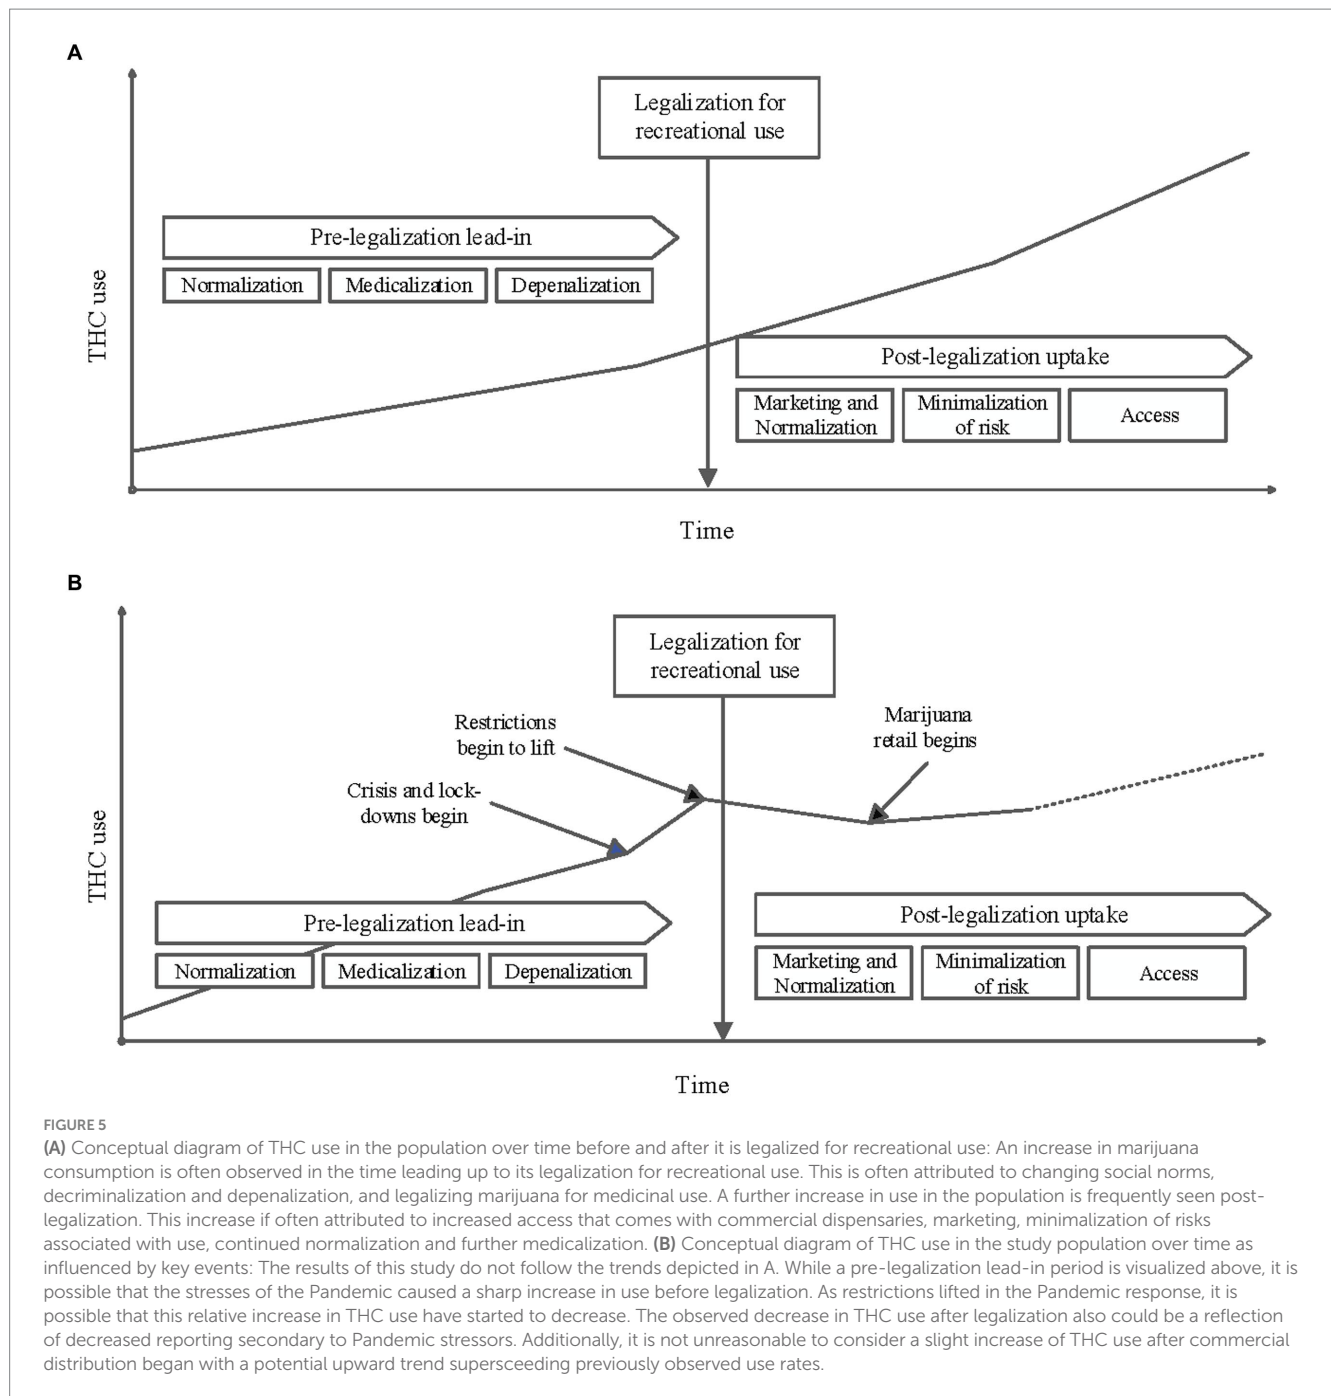 A
Legalization for
recreational use
Pre-legalization lead-in
Normalization
Medicalization
Depenalization
THC use
Post-legalization uptake
Marketing and
Normalization
Minimalization
of risk
Access
Time
B
Legalization for
recreational use
Restrictions
begin to lift
Marijuana
retail begins
Crisis and lock-
downs begin
THC use
Pre-legalization lead-in
Normalization
Medicalization
Depenalization
Post-legalization uptake
Marketing and
Normalization
Minimalization
of risk
Access
Time
FIGURE 5
(A) Conceptual diagram of THC use in the population over time before and after it is legalized for recreational use: An increase in marijuana
consumption is often observed in the time leading up to its legalization for recreational use. This is often attributed to changing social norms,
decriminalization and depenalization, and legalizing marijuana for medicinal use. A further increase in use in the population is frequently seen post-
legalization. This increase if often attributed to increased access that comes with commercial dispensaries, marketing, minimalization of risks
associated with use, continued normalization and further medicalization. (B) Conceptual diagram of THC use in the study population over time as
influenced by key events: The results of this study do not follow the trends depicted in A. While a pre-legalization lead-in period is visualized above, it is
possible that the stresses of the Pandemic caused a sharp increase in use before legalization. As restrictions lifted in the Pandemic response, it is
possible that this relative increase in THC use have started to decrease. The observed decrease in THC use after legalization also could be a reflection
of decreased reporting secondary to Pandemic stressors. Additionally, it is not unreasonable to consider a slight increase of THC use after commercial
distribution began with a potential upward trend supersceeding previously observed use rates.